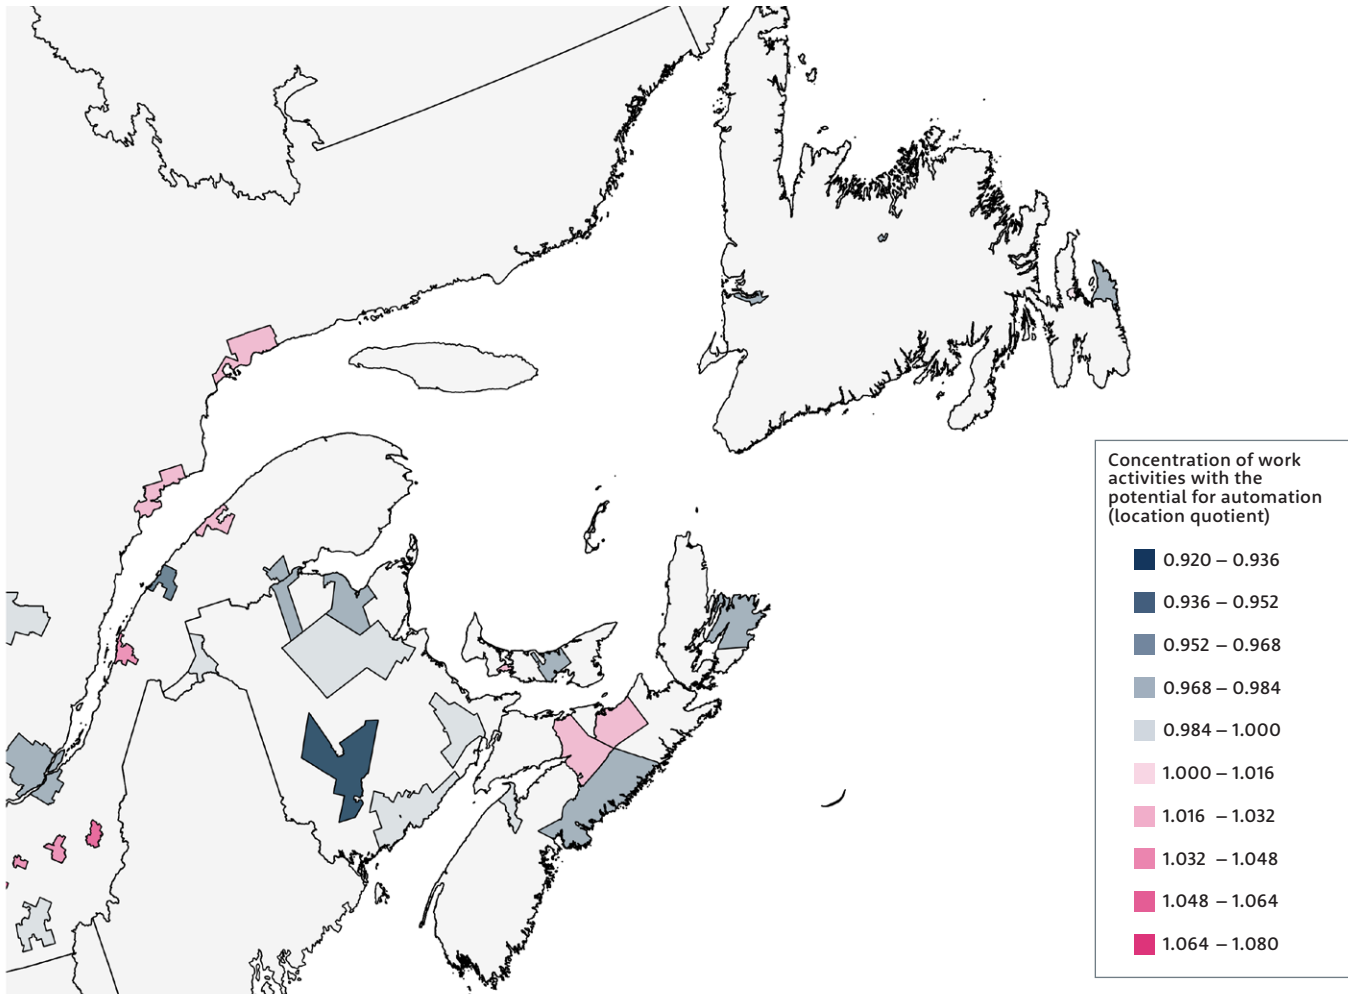 Concentration of work
activities with the
potential for automation
(location quotient)
0.920 – 0.936
0.936 – 0.952
0.952 – 0.968
0.968 – 0.984
0.984 – 1.000
1.000 – 1.016
1.016 – 1.032
1.032 – 1.048
1.048 – 1.064
1.064 – 1.080